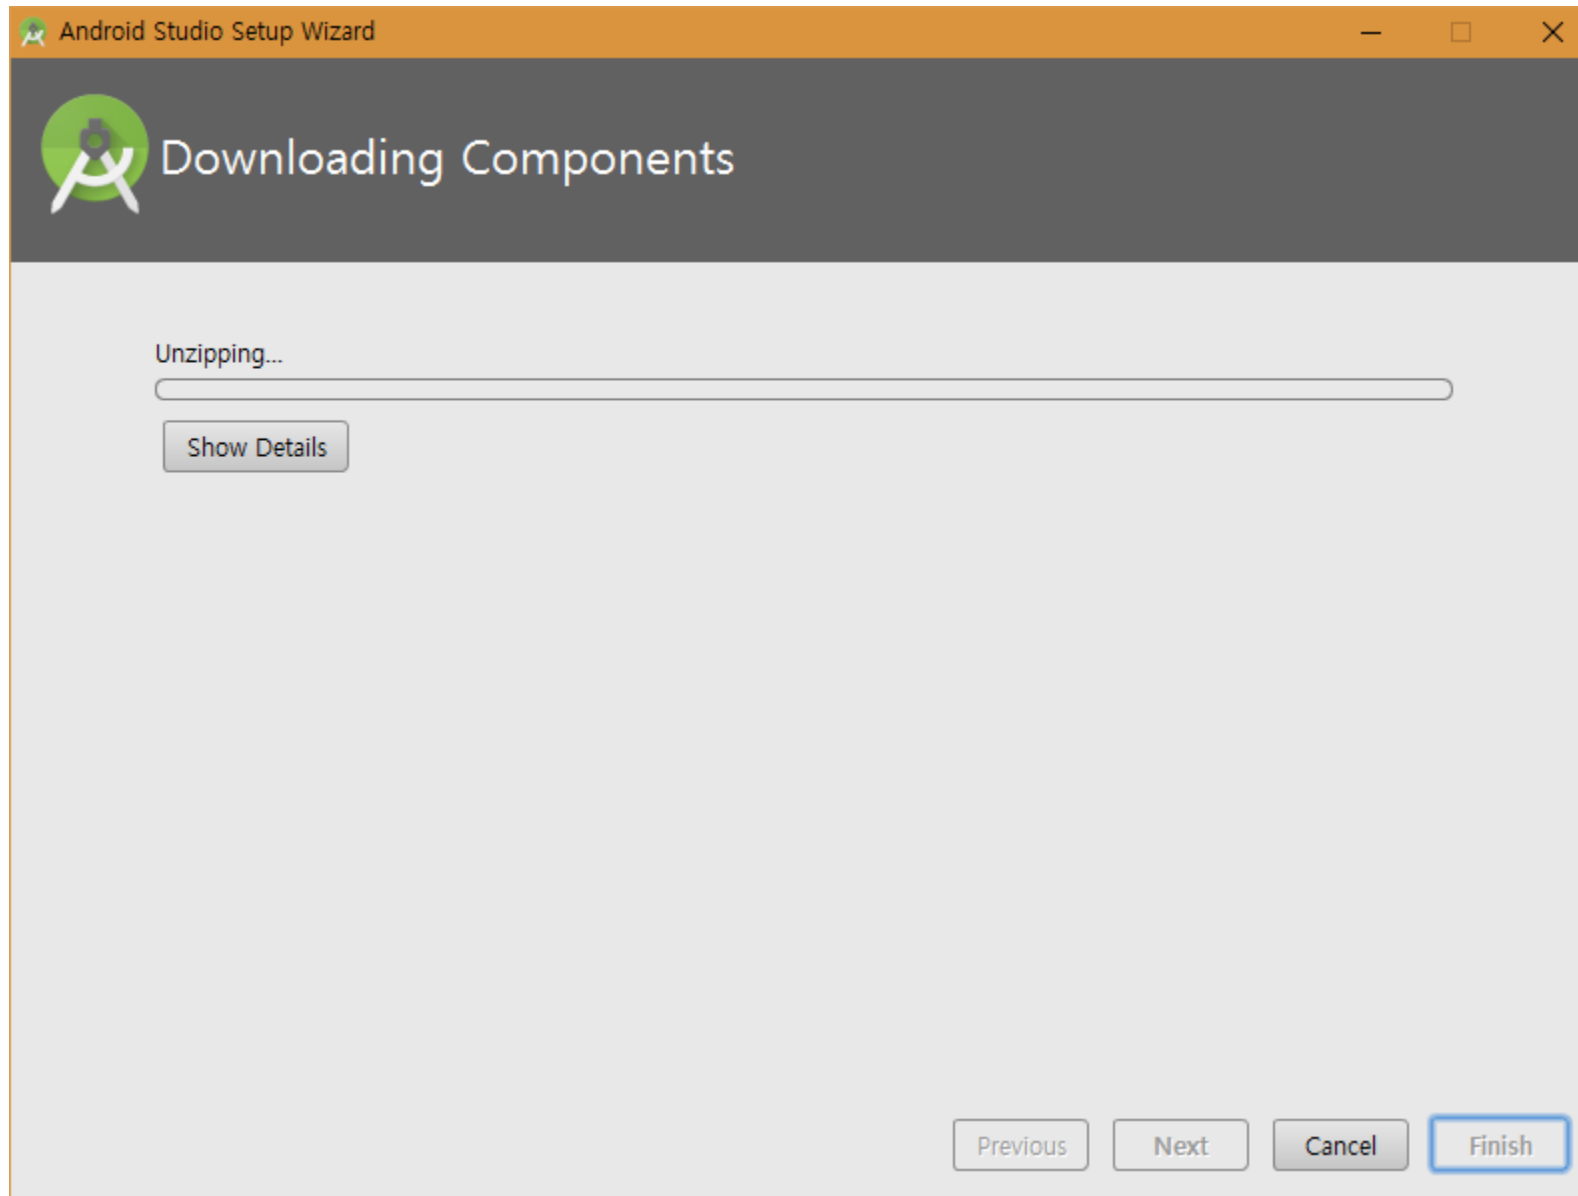 Android Studio Setup Wizard
Downloading Components
Unzipping...
Show Details
Previous
Next
Cancel
Finish